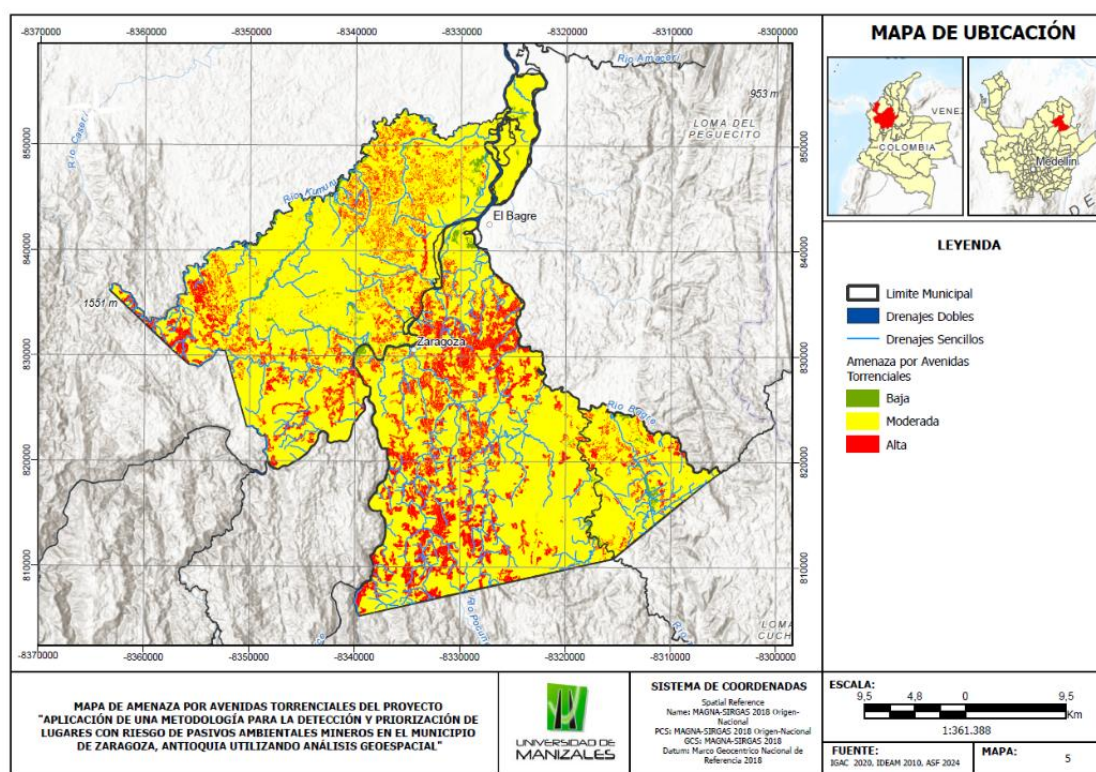 -8370000 -8360000 -8350000 -8340000 -8330000 -8320000 -8310000 -8300000
850000
840000
830000
820000
810000
850000
840000
830000
820000
810000
Río Amacerí
953 m
LOMA DEL
PEGUECITO
Río Caserí
El Bagre
1551 m
Zaragoza
Río Bagre
Río
LOMA
CUCH
-8370000 -8360000 -8350000 -8340000 -8330000 -8320000 -8310000 -8300000
MAPA DE UBICACIÓN
VENEZ
COLOMBIA
Medellín
D E
LEYENDA
Limite Municipal
Drenajes Dobles
Drenajes Sencillos
Amenaza por Avenidas
Torrenciales
Baja
Moderada
Alta
MAPA DE AMENAZA POR AVENIDAS TORRENCIALES DEL PROYECTO
"APLICACIÓN DE UNA METODOLOGÍA PARA LA DETECCIÓN Y PRIORIZACIÓN DE
LUGARES CON RIESGO DE PASIVOS AMBIENTALES MINEROS EN EL MUNICIPIO
DE ZARAGOZA, ANTIOQUIA UTILIZANDO ANÁLISIS GEOESPACIAL"
UNIVERSIDAD DE
MANIZALES
SISTEMA DE COORDENADAS
Spatial Reference
Name: MAGNA-SIRGAS 2018 Origen-
Nacional
PCS: MAGNA-SIRGAS 2018 Origen-Nacional
GCS: MAGNA-SIRGAS 2018
Datum: Marco Geocentrico Nacional de
Referencia 2018
ESCALA:
9,5 4,8 0 9,5
Km
1:361.388
FUENTE:
IGAC 2020, IDEAM 2010, ASF 2024
MAPA:
5